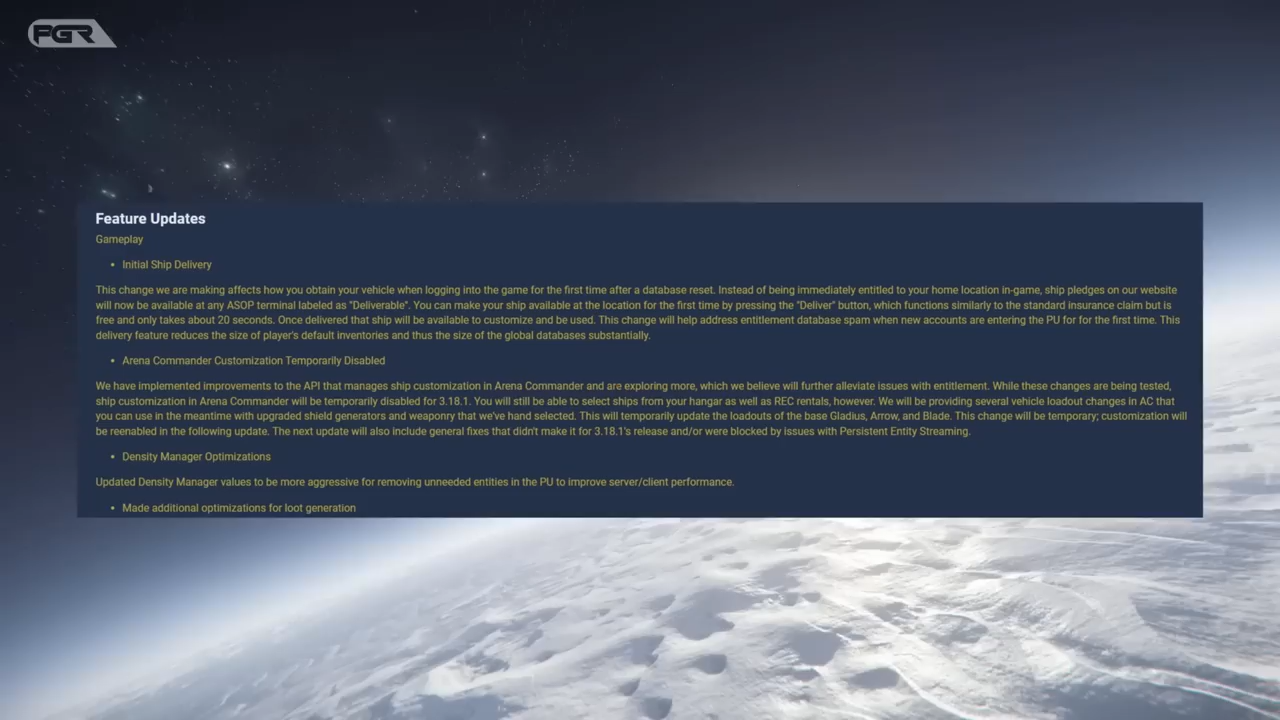 PGR
Feature Updates
Gameplay
• Initial Ship Delivery
This change we are making affects how you obtain your vehicle when logging into the game for the first time after a database reset. Instead of being immediately entitled to your home location in-game, ship pledges on our website
will now be available at any ASOP terminal labeled as "Deliverable". You can make your ship available at the location for the first time by pressing the "Deliver" button, which functions similarly to the standard insurance claim but is
free and only takes about 20 seconds. Once delivered that ship will be available to customize and be used. This change will help address entitlement database spam when new accounts are entering the PU for for the first time. This
delivery feature reduces the size of player's default inventories and thus the size of the global databases substantially.
• Arena Commander Customization Temporarily Disabled
We have implemented improvements to the API that manages ship customization in Arena Commander and are exploring more, which we believe will further alleviate issues with entitlement. While these changes are being tested,
ship customization in Arena Commander will be temporarily disabled for 3.18.1. You will still be able to select ships from your hangar as well as REC rentals, however. We will be providing several vehicle loadout changes in AC that
you can use in the meantime with upgraded shield generators and weaponry that we've hand selected. This will temporarily update the loadouts of the base Gladius, Arrow, and Blade. This change will be temporary; customization will
be reenabled in the following update. The next update will also include general fixes that didn't make it for 3.18.1's release and/or were blocked by issues with Persistent Entity Streaming.
• Density Manager Optimizations
Updated Density Manager values to be more aggressive for removing unneeded entities in the PU to improve server/client performance.
• Made additional optimizations for loot generation